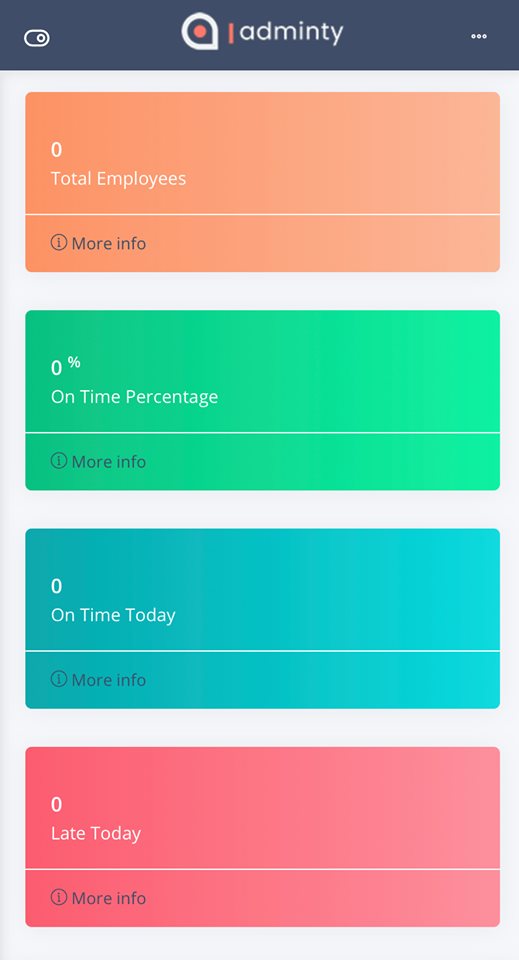 adminty
0
Total Employees
More info
0 %
On Time Percentage
More info
0
On Time Today
More info
0
Late Today
More info